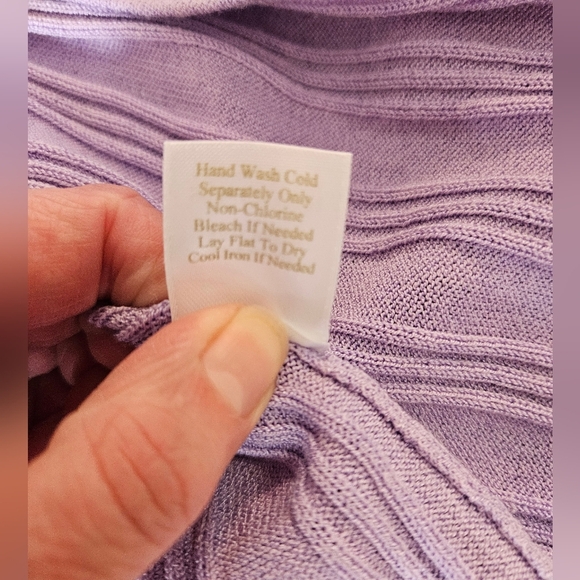 Hand Wash Cold
Separately Only
Non-Chlorine
Bleach If Needed
Lay Flat To Dry
Cool Iron If Needed